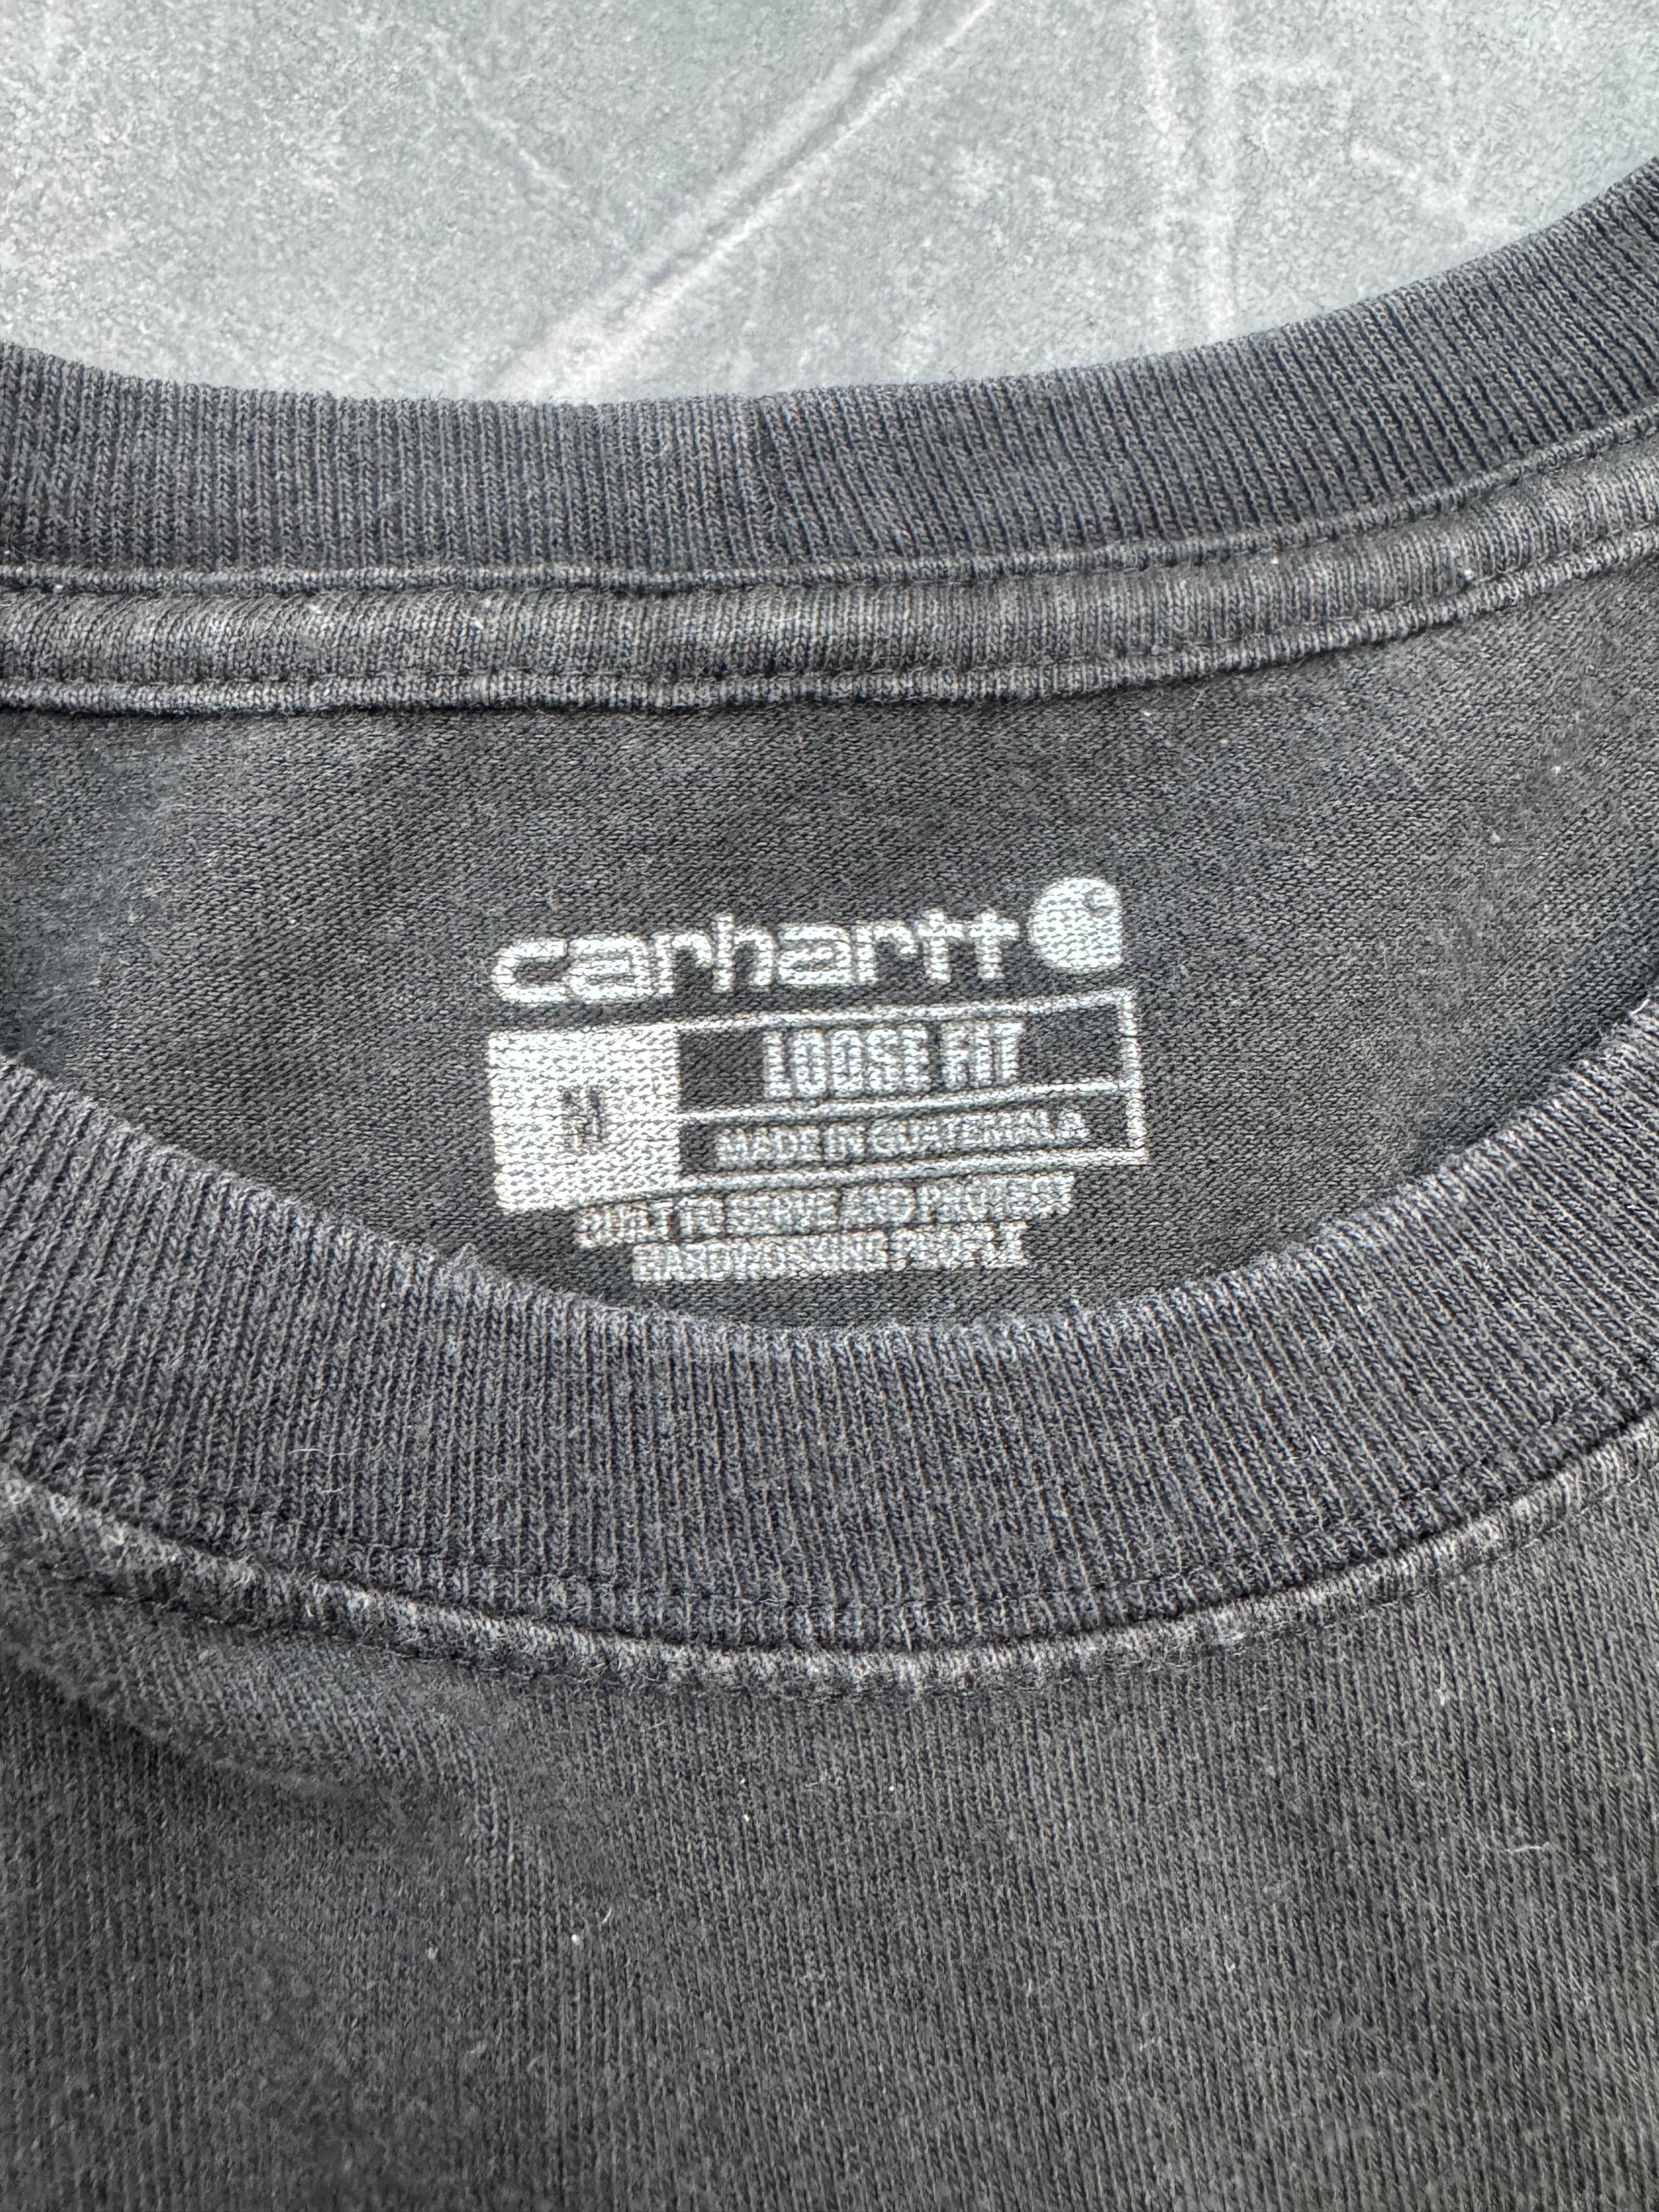 carhartt
LOOSE FIT
M
MADE IN GUATEMALA
BUILT TO SERVE AND PROTECT
HARDWORKING PEOPLE